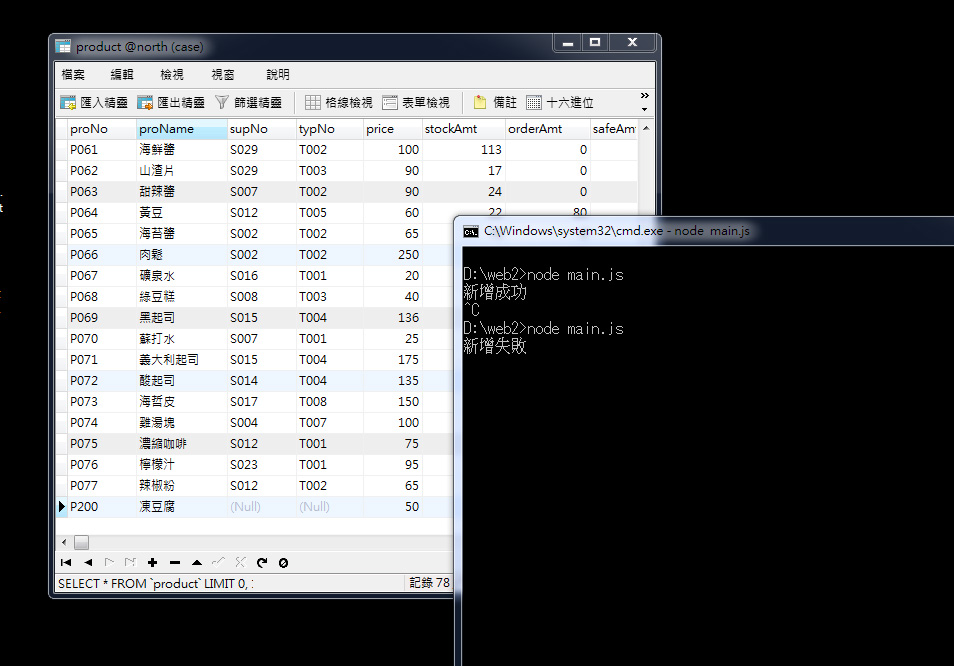 product @north (case)
檔案 編輯 檢視 視窗 說明
匯入精靈 匯出精靈 篩選精靈 格線檢視 表單檢視 備註 十六進位 »
proNo proName supNo typNo price stockAmt orderAmt safeAm
P061 海鮮醬 S029 T002 100 113 0
P062 山渣片 S029 T003 90 17 0
P063 甜辣醬 S007 T002 90 24 0
P064 黃豆 S012 T005 60 22 80
P065 海苔醬 S002 T002 65
P066 肉鬆 S002 T002 250
P067 礦泉水 S016 T001 20
P068 綠豆糕 S008 T003 40
P069 黑起司 S015 T004 136
P070 蘇打水 S007 T001 25
P071 義大利起司 S015 T004 175
P072 酸起司 S014 T004 135
P073 海哲皮 S017 T008 150
P074 雞湯塊 S004 T007 100
P075 濃縮咖啡 S012 T001 75
P076 檸檬汁 S023 T001 95
P077 辣椒粉 S012 T002 65
P200 凍豆腐 (Null) (Null) 50
SELECT * FROM `product` LIMIT 0, : 記錄 78
C:\Windows\system32\cmd.exe - node main.js
D:\web2>node main.js
新增成功
^C
D:\web2>node main.js
新增失敗